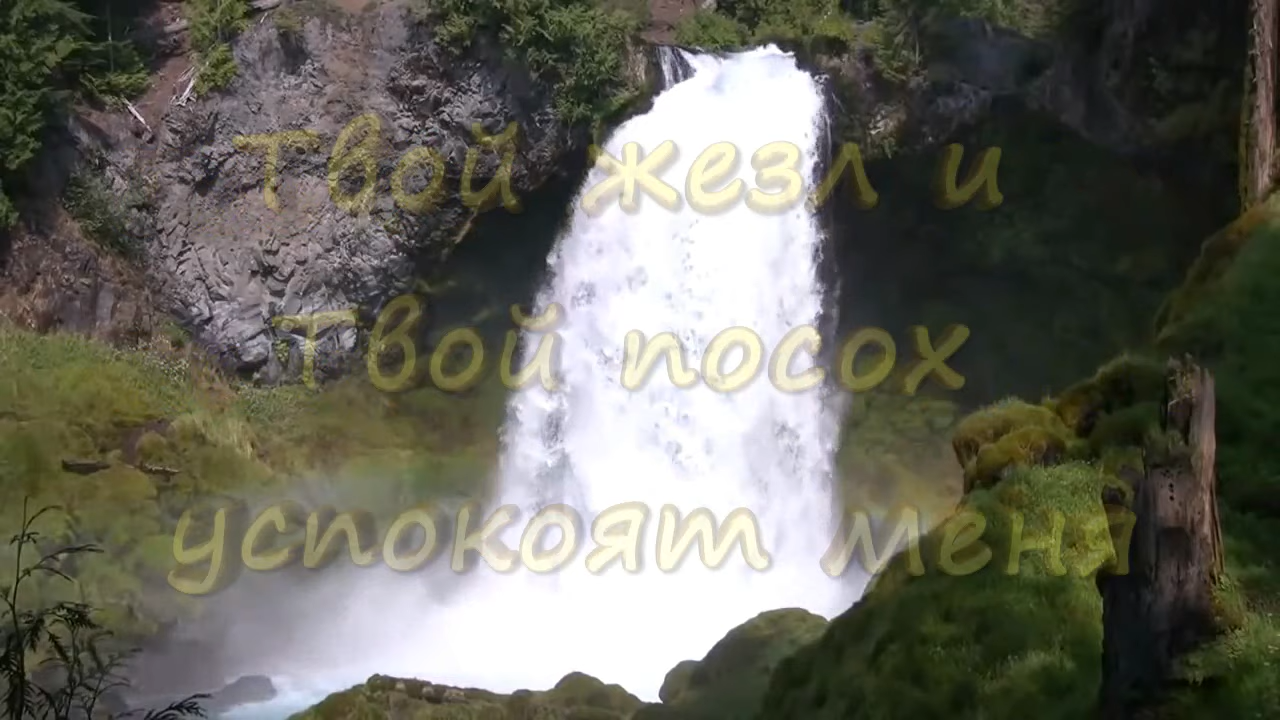 Твой жезл и
Твой посох
успокоят меня